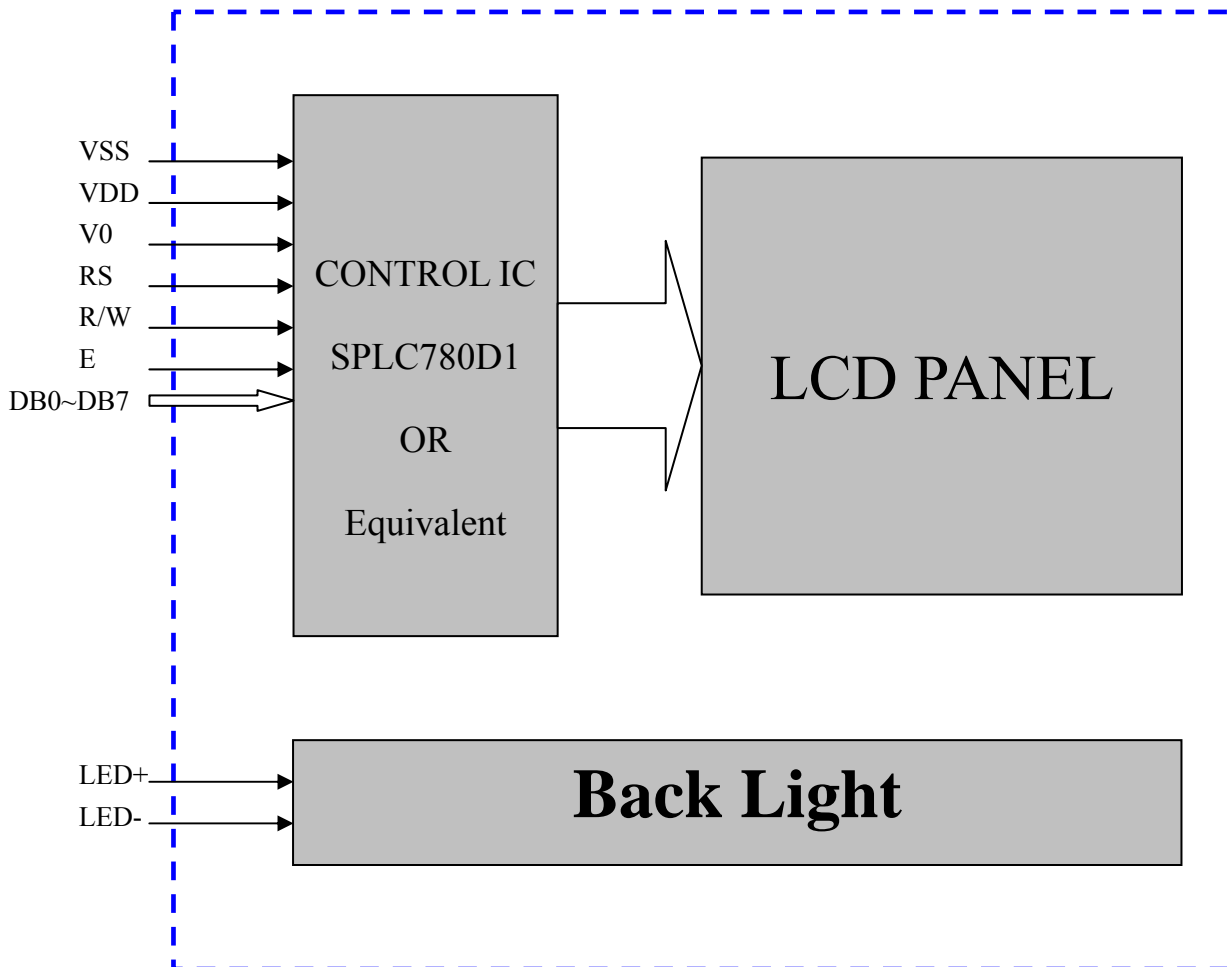 VSS
VDD
V0
RS
R/W
E
DB0~DB7
CONTROL IC
SPLC780D1
OR
Equivalent
LCD PANEL
LED+
LED-
Back Light